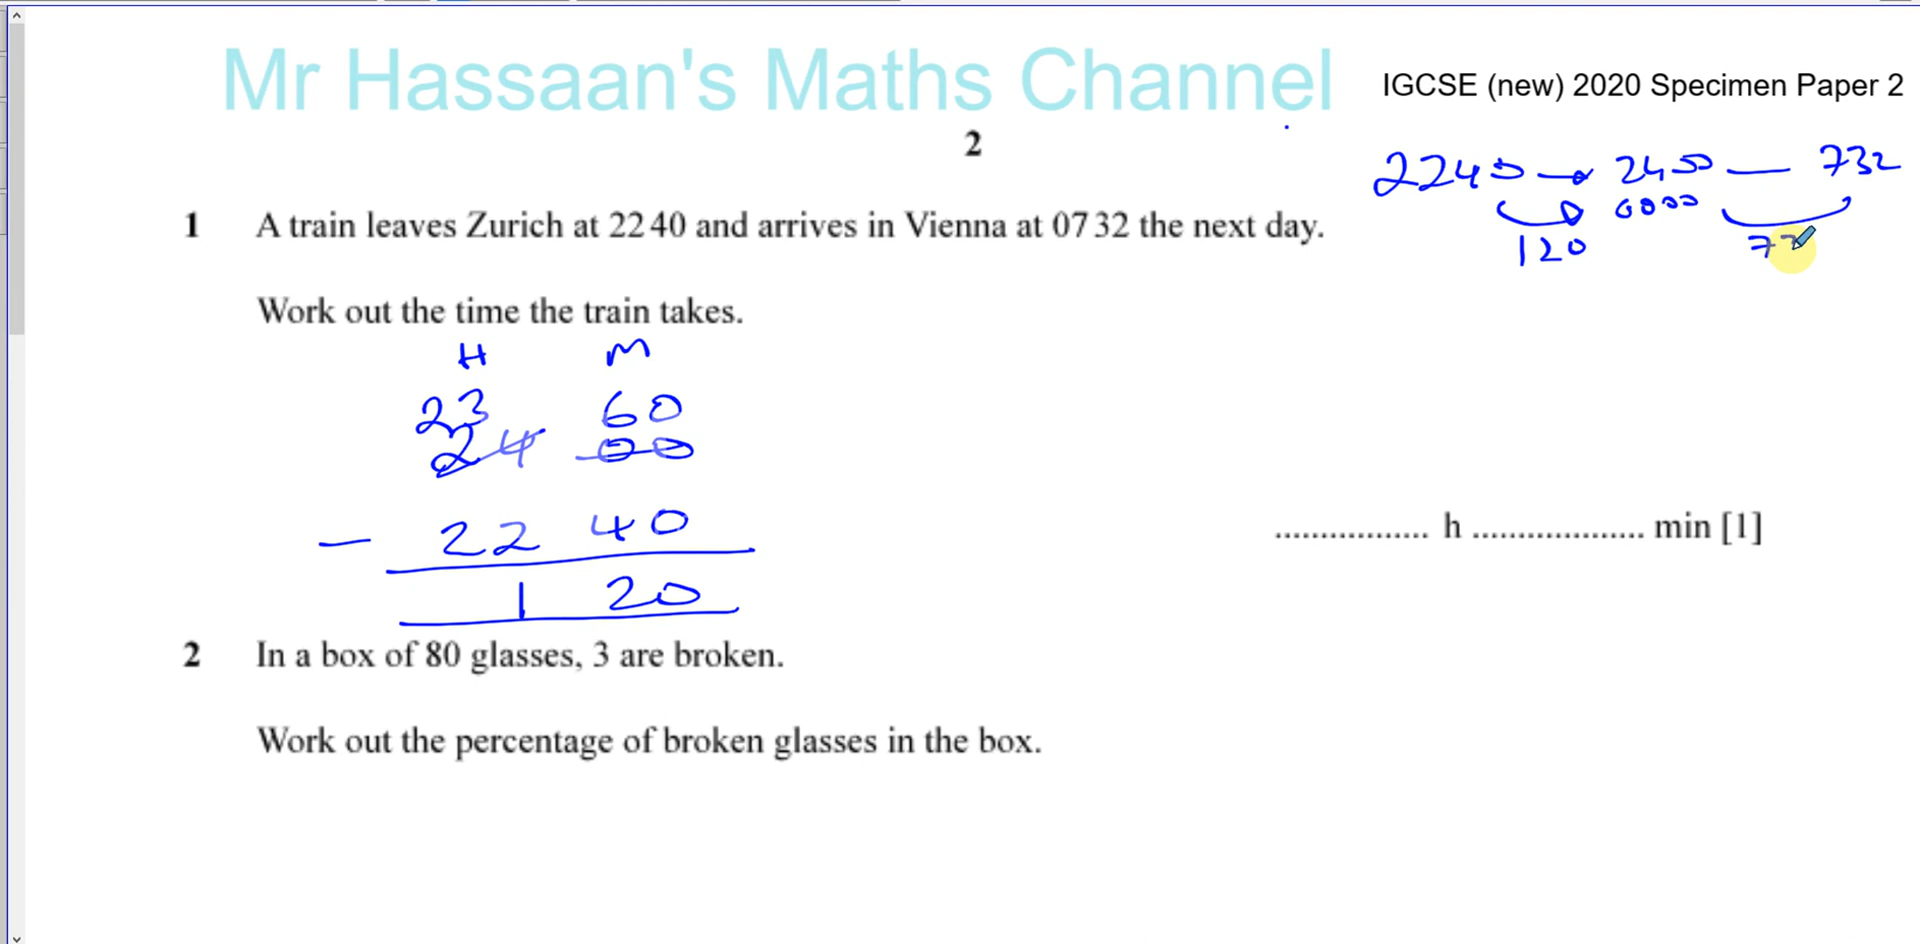 Mr Hassaan's Maths Channel
IGCSE (new) 2020 Specimen Paper 2
2
2240 → 2400 — 732
0000
120 7
1 A train leaves Zurich at 22 40 and arrives in Vienna at 07 32 the next day.
Work out the time the train takes.
H M
23 60
24 00
− 22 40
1 20
.................. h .................... min [1]
2 In a box of 80 glasses, 3 are broken.
Work out the percentage of broken glasses in the box.